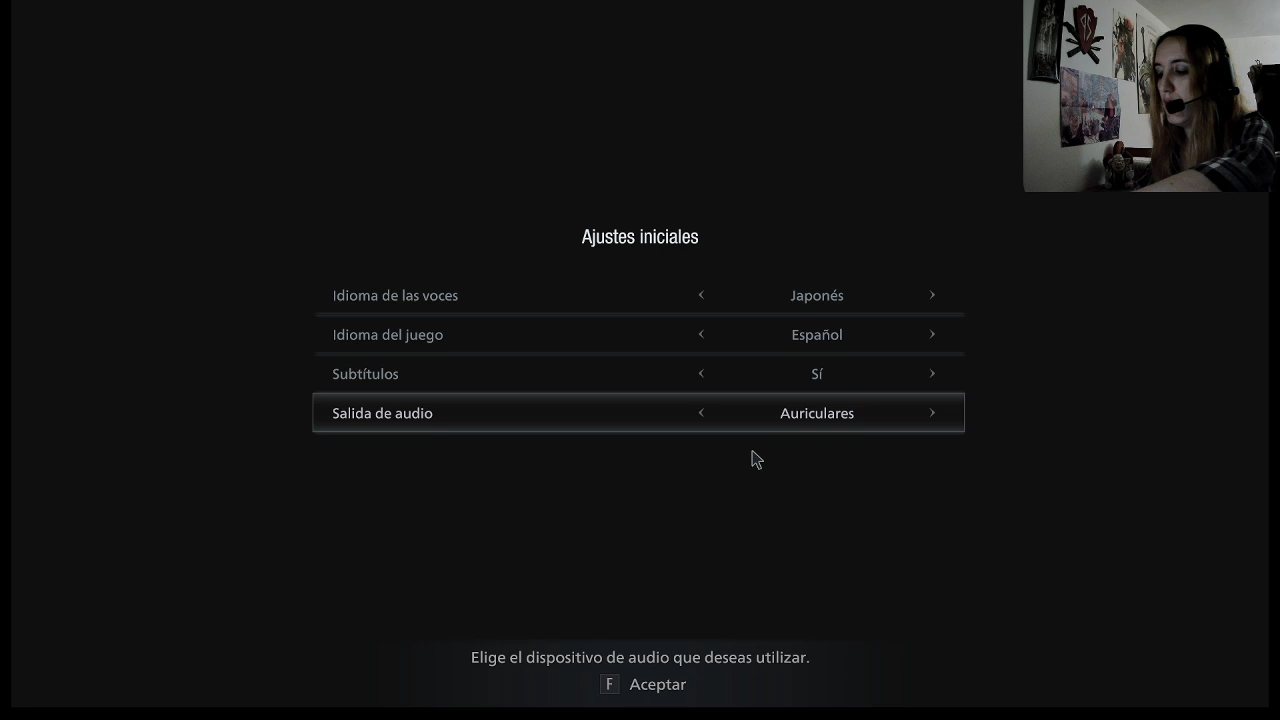 Ajustes iniciales
Idioma de las voces < Japonés >
Idioma del juego < Español >
Subtítulos < Sí >
Salida de audio < Auriculares >
Elige el dispositivo de audio que deseas utilizar.
F Aceptar